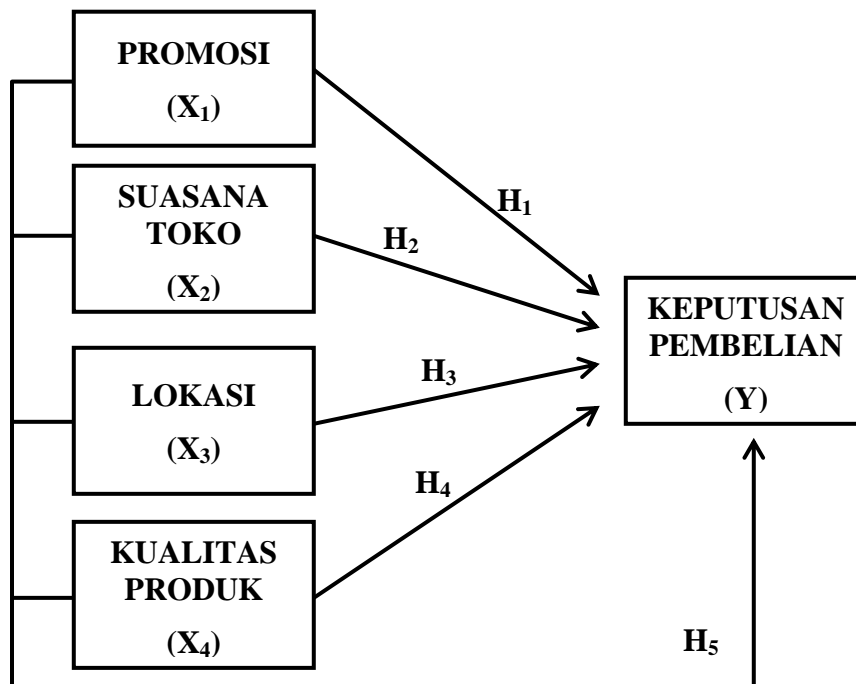 PROMOSI
(X₁)
SUASANA
TOKO
(X₂)
LOKASI
(X₃)
KUALITAS
PRODUK
(X₄)
H₁
H₂
H₃
H₄
KEPUTUSAN
PEMBELIAN
(Y)
H₅